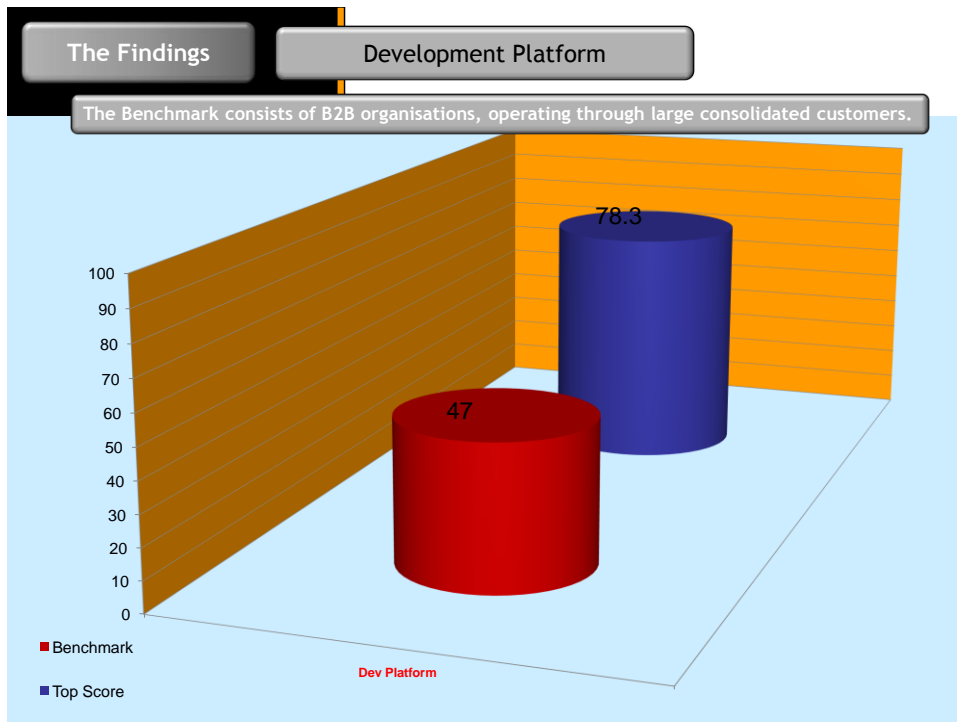 The Findings
Development Platform
The Benchmark consists of B2B organisations, operating through large consolidated customers.
78.3
47
100
90
80
70
60
50
40
30
20
10
0
Dev Platform
Benchmark
Top Score